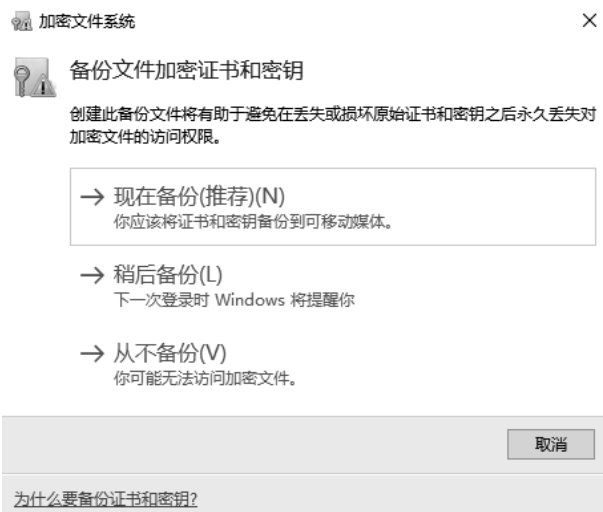 加密文件系统
备份文件加密证书和密钥
创建此备份文件将有助于避免在丢失或损坏原始证书和密钥之后永久丢失对
加密文件的访问权限。
现在备份(推荐)(N)
你应该将证书和密钥备份到可移动媒体。
稍后备份(L)
下一次登录时 Windows 将提醒你
从不备份(V)
你可能无法访问加密文件。
取消
为什么要备份证书和密钥?